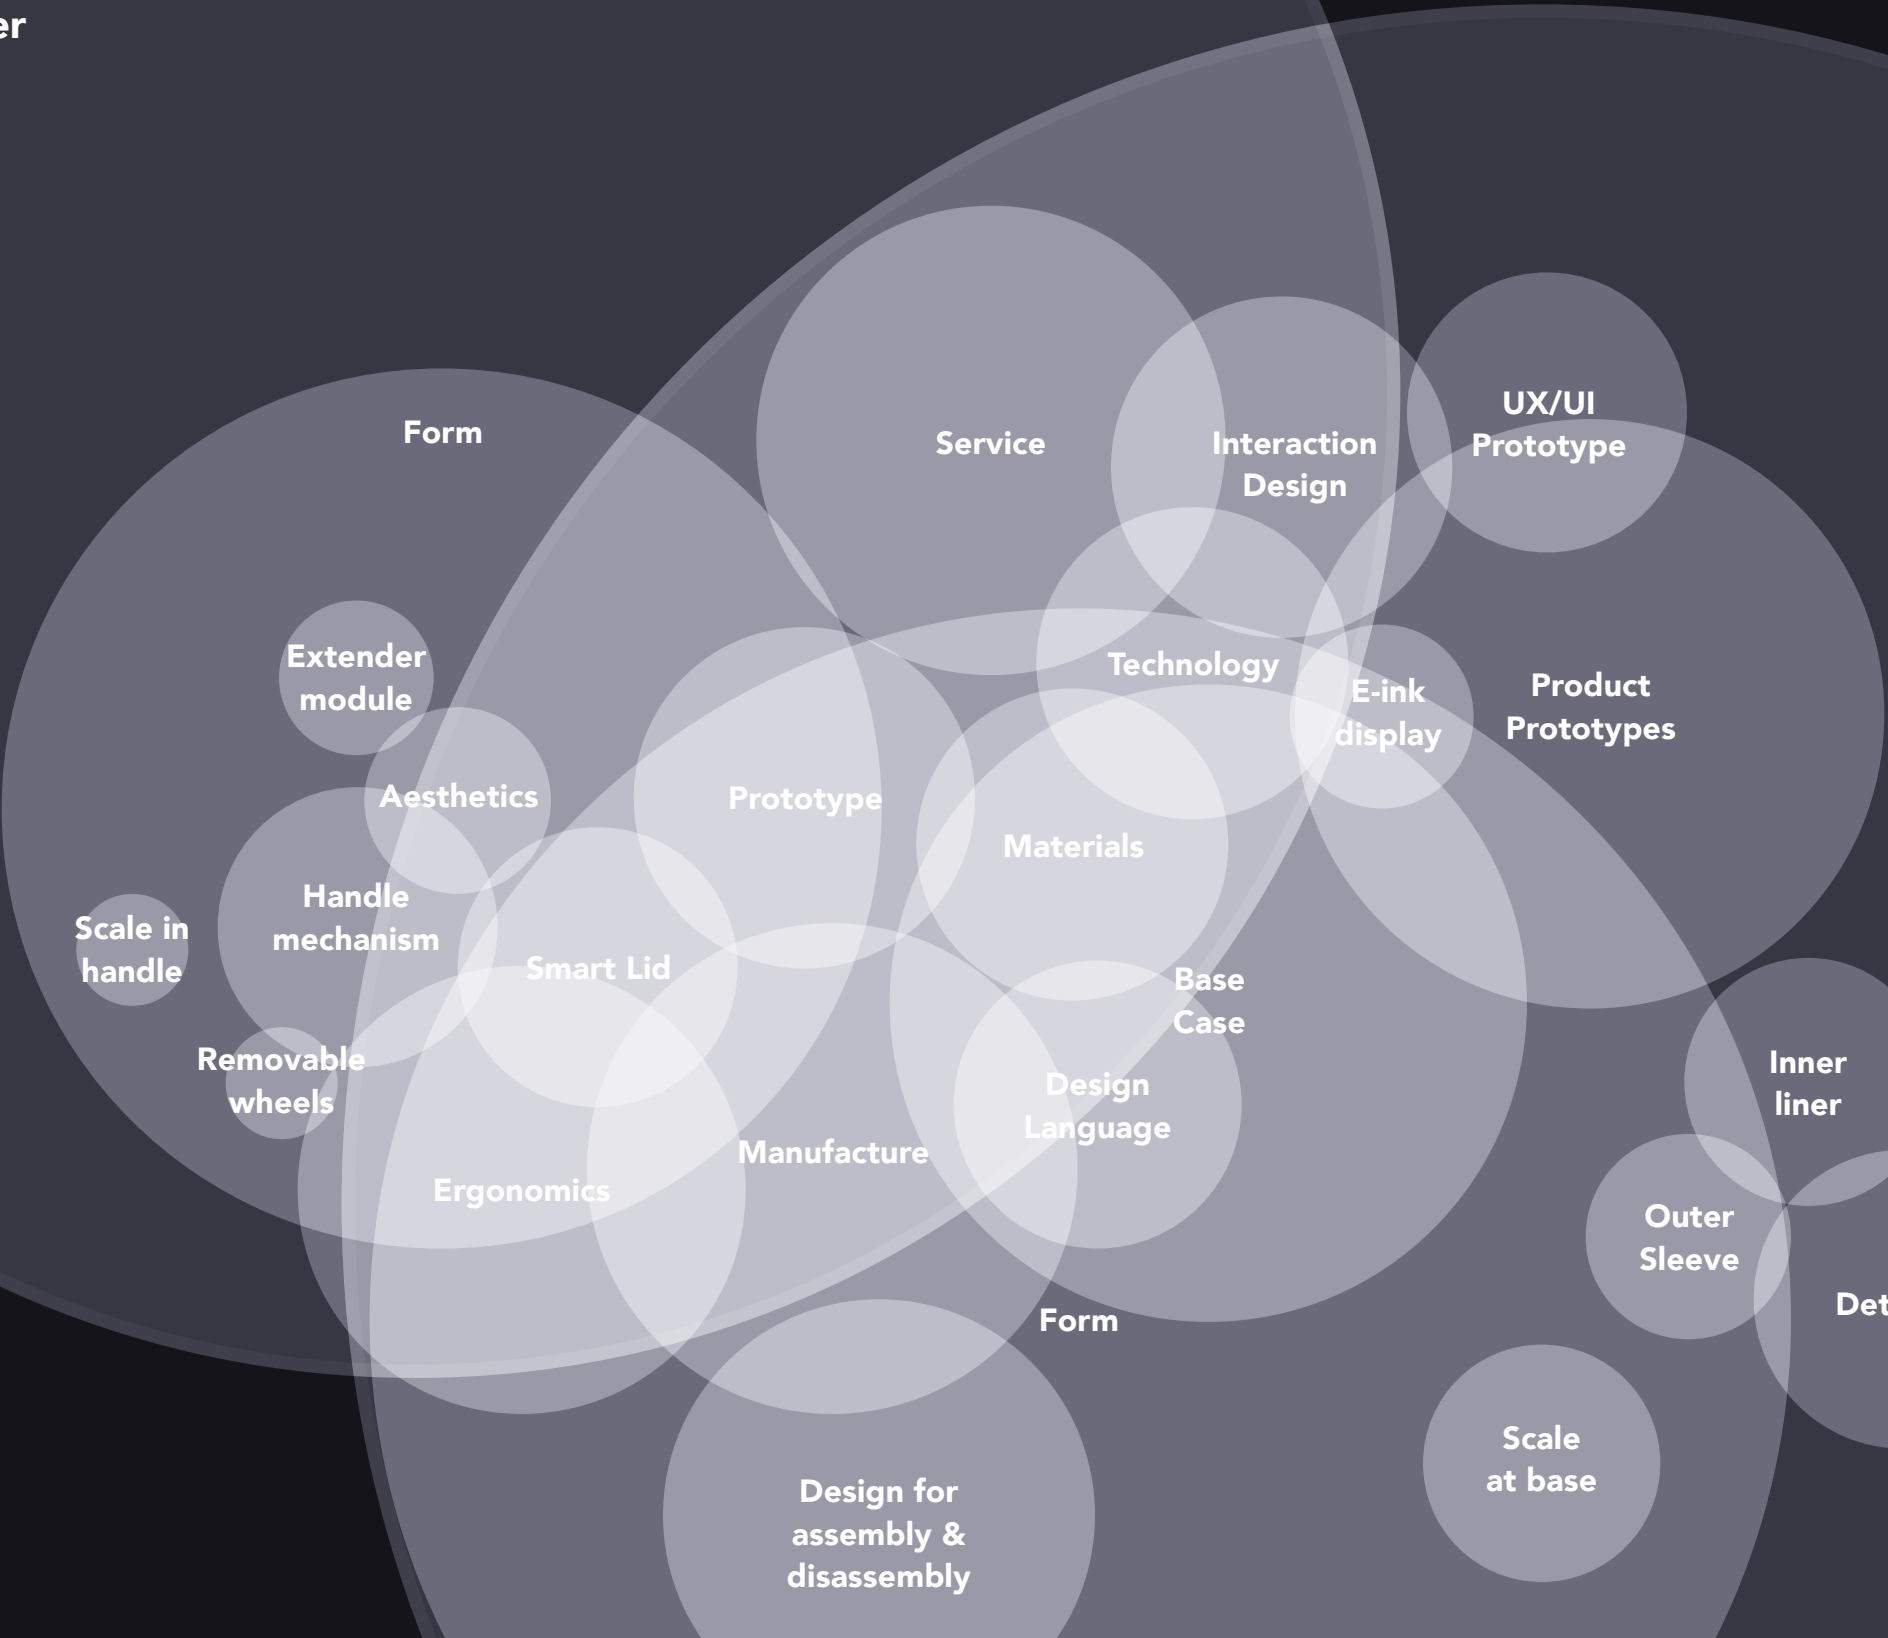 er
Form
Service
Interaction
Design
UX/UI
Prototype
Extender
module
Technology
E-ink
display
Product
Prototypes
Aesthetics
Prototype
Materials
Handle
mechanism
Scale in
handle
Smart Lid
Base
Case
Removable
wheels
Design
Language
Inner
liner
Manufacture
Ergonomics
Outer
Sleeve
Form
Det
Scale
at base
Design for
assembly &
disassembly